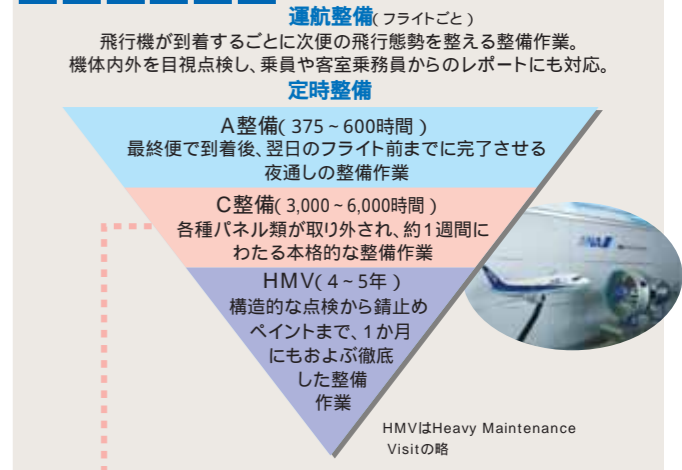 運航整備(フライトごと)
飛行機が到着するごとに次便の飛行態勢を整える整備作業。
機体内外を目視点検し、乗員や客室乗務員からのレポートにも対応。
定時整備
A整備(375~600時間)
最終便で到着後、翌日のフライト前までに完了させる
夜通しの整備作業
C整備(3,000~6,000時間)
各種パネル類が取り外され、約1週間に
わたる本格的な整備作業
HMV(4~5年)
構造的な点検から錆止め
ペイントまで、1か月
にもおよぶ徹底
した整備
作業
ANA
HMVはHeavy Maintenance
Visitの略